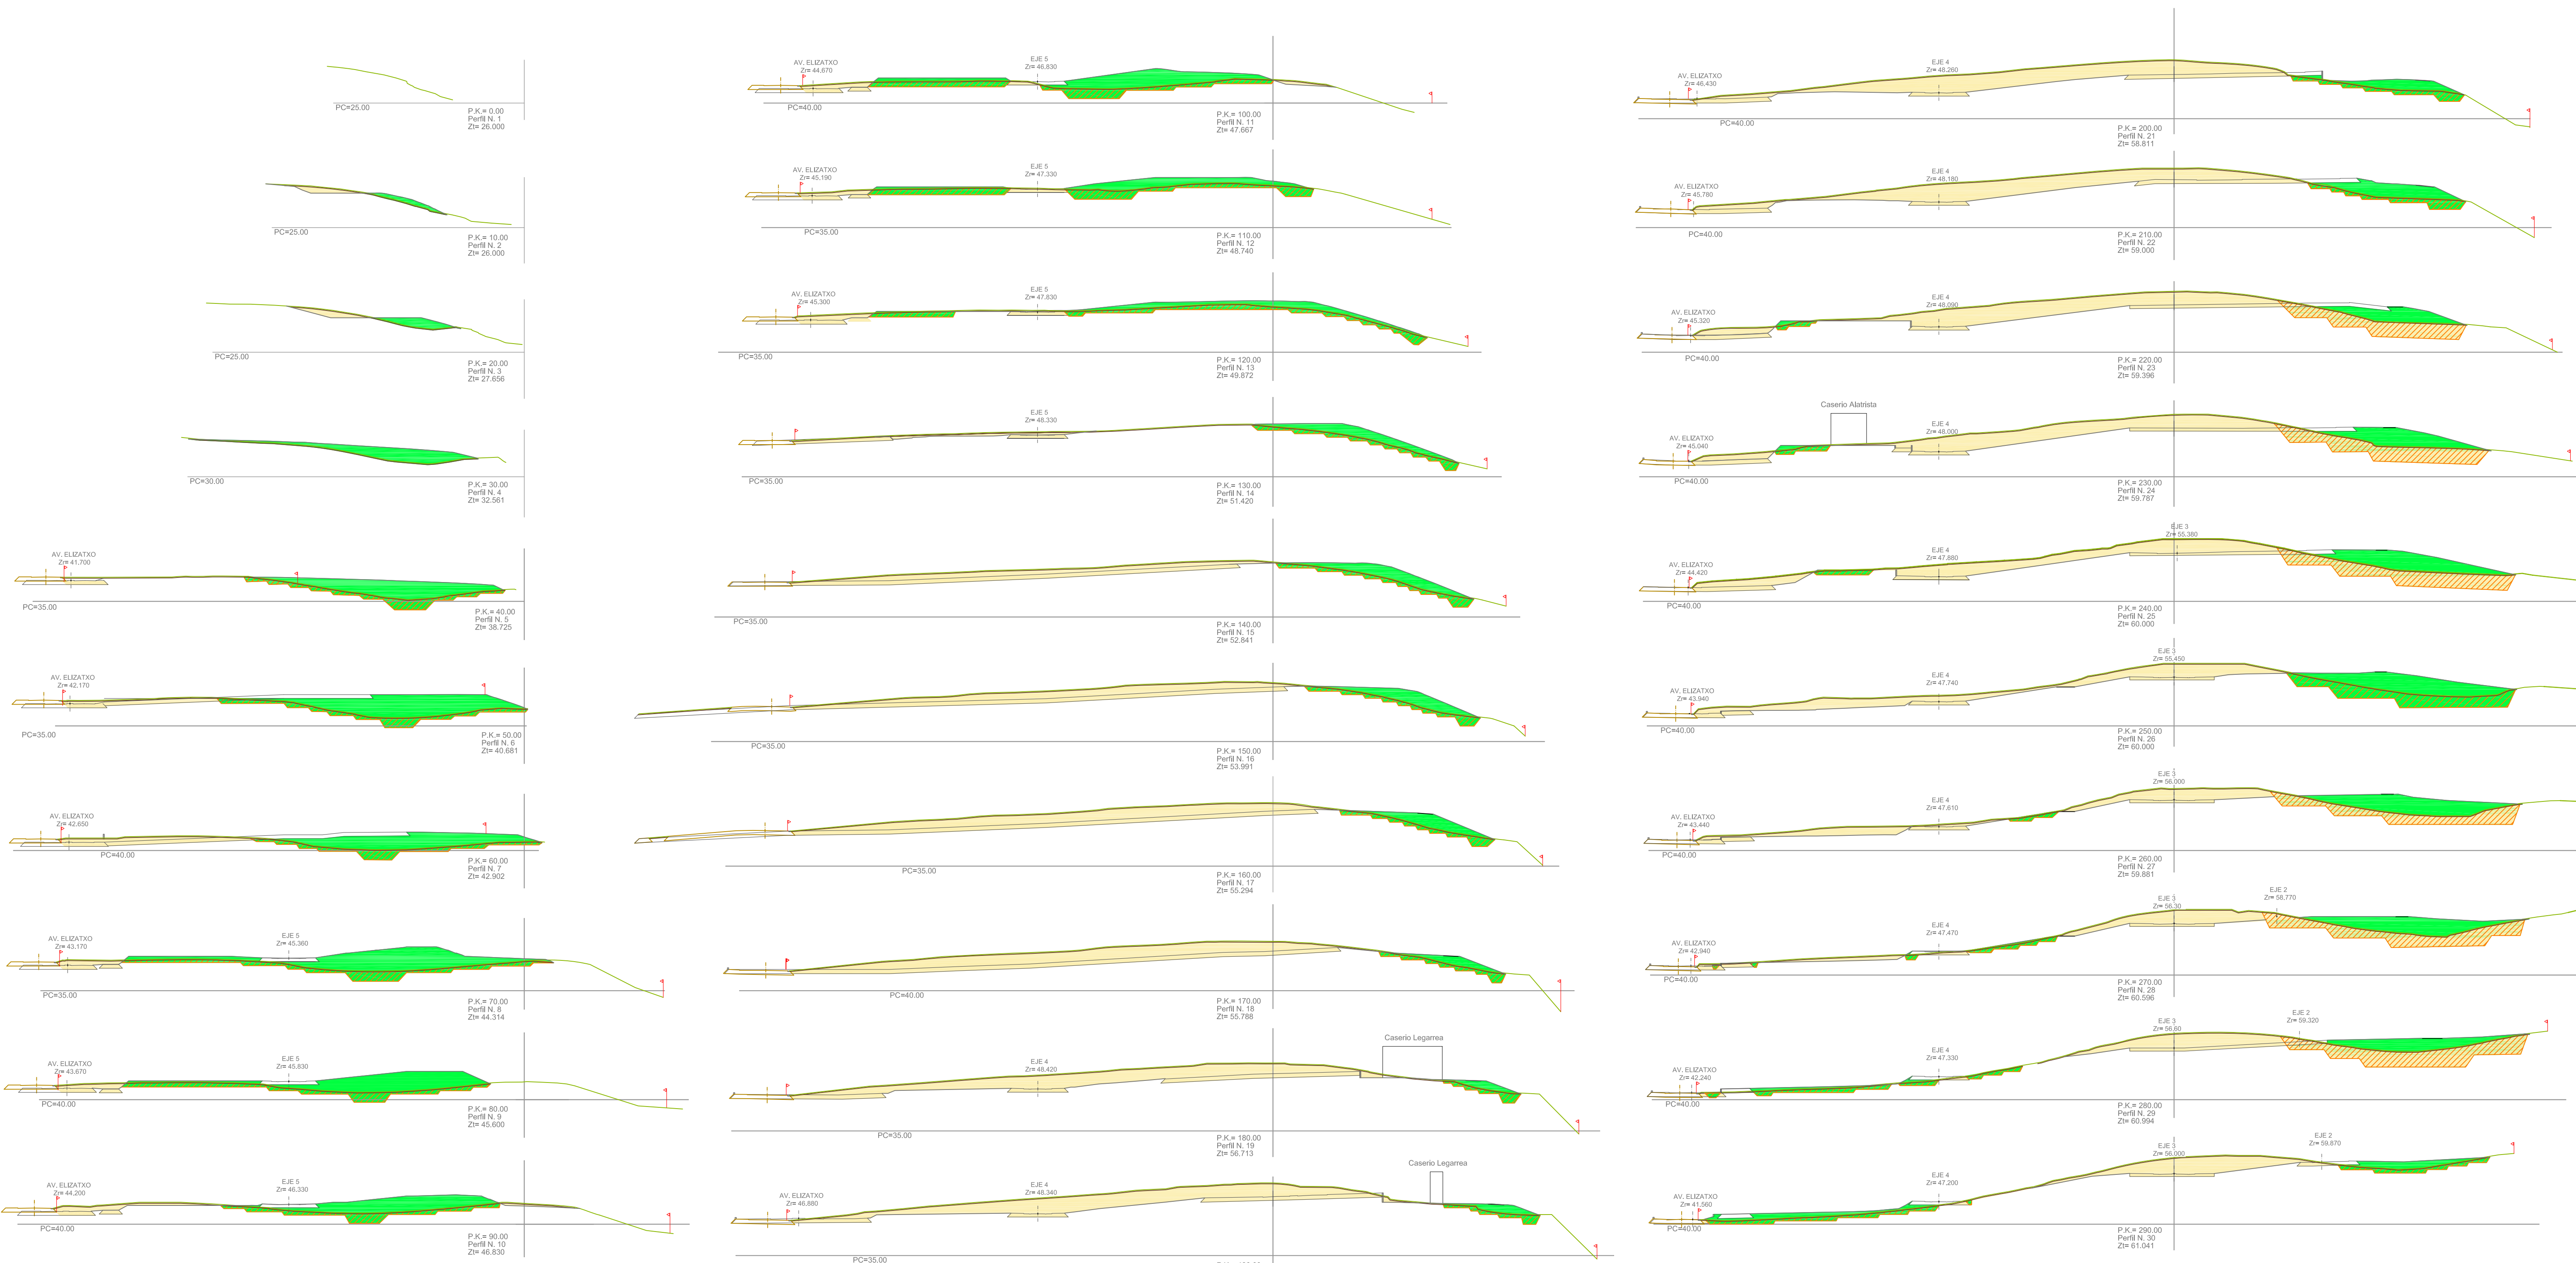 PC=25.00
P.K.= 0.00
Perfil N. 1
Zt= 26.000
PC=25.00
P.K.= 10.00
Perfil N. 2
Zt= 26.000
PC=25.00
P.K.= 20.00
Perfil N. 3
Zt= 27.656
PC=30.00
P.K.= 30.00
Perfil N. 4
Zt= 32.561
AV. ELIZATXO
Zr= 41,700
PC=35.00
P.K.= 40.00
Perfil N. 5
Zt= 38.725
AV. ELIZATXO
Zr= 42,170
PC=35.00
P.K.= 50.00
Perfil N. 6
Zt= 40.681
AV. ELIZATXO
Zr= 42.650
PC=40.00
P.K.= 60.00
Perfil N. 7
Zt= 42.902
AV. ELIZATXO
Zr= 43,170
EJE 5
Zr= 45.360
PC=35.00
P.K.= 70.00
Perfil N. 8
Zt= 44.314
AV. ELIZATXO
Zr= 43,670
EJE 5
Zr= 45,830
PC=40.00
P.K.= 80.00
Perfil N. 9
Zt= 45.600
AV. ELIZATXO
Zr= 44,200
EJE 5
Zr= 46,330
PC=40.00
P.K.= 90.00
Perfil N. 10
Zt= 46.830
AV. ELIZATXO
Zr= 44,670
EJE 5
Zr= 46,830
PC=40.00
P.K.= 100.00
Perfil N. 11
Zt= 47.667
AV. ELIZATXO
Zr= 45,190
EJE 5
Zr= 47,330
PC=35.00
P.K.= 110.00
Perfil N. 12
Zt= 48.740
AV. ELIZATXO
Zr= 45,300
EJE 5
Zr= 47,830
PC=35.00
P.K.= 120.00
Perfil N. 13
Zt= 49.872
EJE 5
Zr= 48,330
PC=35.00
P.K.= 130.00
Perfil N. 14
Zt= 51.420
PC=35.00
P.K.= 140.00
Perfil N. 15
Zt= 52.841
PC=35.00
P.K.= 150.00
Perfil N. 16
Zt= 53.991
PC=35.00
P.K.= 160.00
Perfil N. 17
Zt= 55.294
PC=40.00
P.K.= 170.00
Perfil N. 18
Zt= 55.788
EJE 4
Zr= 48,420
Caserio Legarrea
PC=35.00
P.K.= 180.00
Perfil N. 19
Zt= 56.713
AV. ELIZATXO
Zr= 46,880
EJE 4
Zr= 48,340
Caserio Legarrea
PC=35.00
AV. ELIZATXO
Zr= 46,430
EJE 4
Zr= 48.260
PC=40.00
P.K.= 200.00
Perfil N. 21
Zt= 58.811
AV. ELIZATXO
Zr= 45,780
EJE 4
Zr= 48,180
PC=40.00
P.K.= 210.00
Perfil N. 22
Zt= 59.000
AV. ELIZATXO
Zr= 45.320
EJE 4
Zr= 48,090
PC=40.00
P.K.= 220.00
Perfil N. 23
Zt= 59.396
Caserio Alatrista
AV. ELIZATXO
Zr= 45,040
EJE 4
Zr= 48,000
PC=40.00
P.K.= 230.00
Perfil N. 24
Zt= 59.787
AV. ELIZATXO
Zr= 44,420
EJE 4
Zr= 47,880
EJE 3
Zr= 55,380
PC=40.00
P.K.= 240.00
Perfil N. 25
Zt= 60.000
AV. ELIZATXO
Zr= 43,940
EJE 4
Zr= 47,740
EJE 3
Zr= 55,450
PC=40.00
P.K.= 250.00
Perfil N. 26
Zt= 60.000
AV. ELIZATXO
Zr= 43,440
EJE 4
Zr= 47,610
EJE 3
Zr= 56,000
PC=40.00
P.K.= 260.00
Perfil N. 27
Zt= 59.881
AV. ELIZATXO
Zr= 42,940
EJE 4
Zr= 47,470
EJE 3
Zr= 56,30
EJE 2
Zr= 58,770
PC=40.00
P.K.= 270.00
Perfil N. 28
Zt= 60.596
AV. ELIZATXO
Zr= 42,240
EJE 4
Zr= 47.330
EJE 3
Zr= 56,60
EJE 2
Zr= 59.320
PC=40.00
P.K.= 280.00
Perfil N. 29
Zt= 60.994
AV. ELIZATXO
Zr= 41,560
EJE 4
Zr= 47.200
EJE 3
Zr= 56,000
EJE 2
Zr= 59,870
PC=40.00
P.K.= 290.00
Perfil N. 30
Zt= 61.041